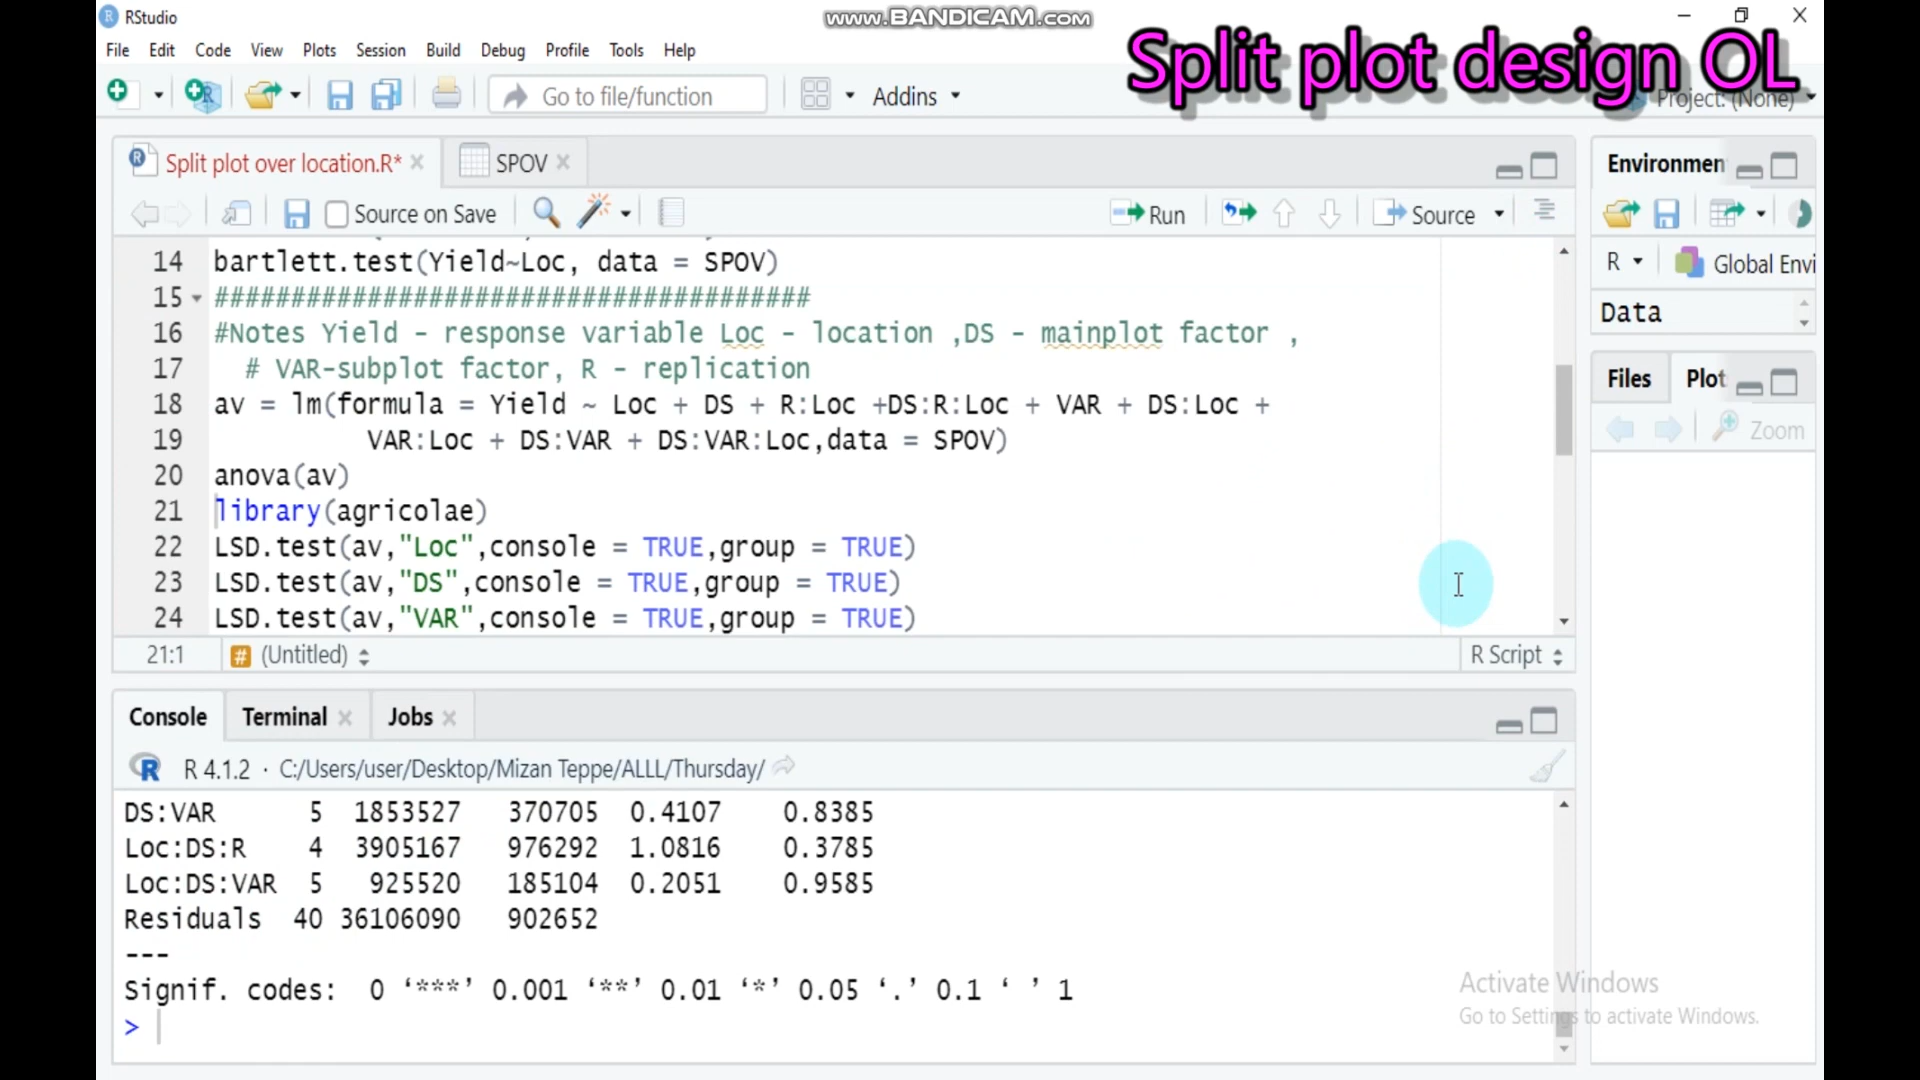 RStudio
www.BANDICAM.com
File Edit Code View Plots Session Build Debug Profile Tools Help
Split plot design OL
Go to file/function
Addins
Project: (None)
Split plot over location.R*
SPOV
Environmen
Source on Save
Run
Source
R
Global Envi
Data
14 bartlett.test(Yield~Loc, data = SPOV)
15 #######################################
16 #Notes Yield - response variable Loc - location ,DS - mainplot factor ,
17 # VAR-subplot factor, R - replication
18 av = lm(formula = Yield ~ Loc + DS + R:Loc +DS:R:Loc + VAR + DS:Loc +
19 VAR:Loc + DS:VAR + DS:VAR:Loc,data = SPOV)
20 anova(av)
21 library(agricolae)
22 LSD.test(av,"Loc",console = TRUE,group = TRUE)
23 LSD.test(av,"DS",console = TRUE,group = TRUE)
24 LSD.test(av,"VAR",console = TRUE,group = TRUE)
Files
Plot
Zoom
21:1
# (Untitled)
R Script
Console
Terminal
Jobs
R 4.1.2 · C:/Users/user/Desktop/Mizan Teppe/ALLL/Thursday/
DS:VAR 5 1853527 370705 0.4107 0.8385
Loc:DS:R 4 3905167 976292 1.0816 0.3785
Loc:DS:VAR 5 925520 185104 0.2051 0.9585
Residuals 40 36106090 902652
---
Signif. codes: 0 ‘***’ 0.001 ‘**’ 0.01 ‘*’ 0.05 ‘.’ 0.1 ‘ ’ 1
>
Activate Windows
Go to Settings to activate Windows.